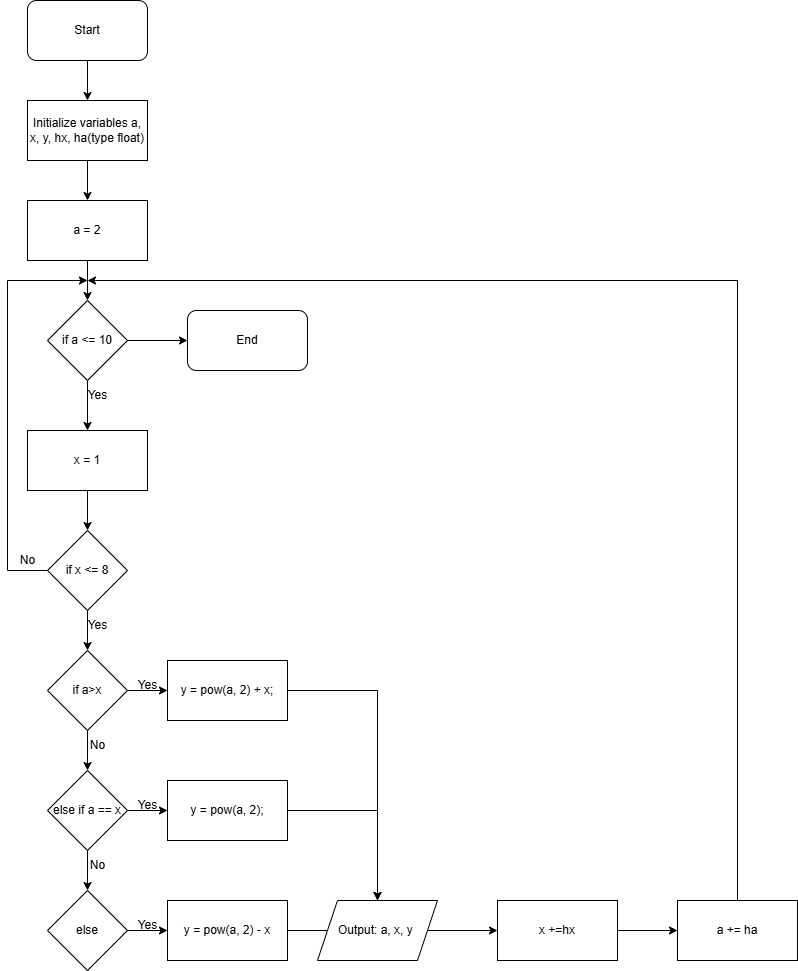 Start
Initialize variables a,
x, y, hx, ha(type float)
a = 2
if a <= 10
End
Yes
x = 1
No
if x <= 8
Yes
if a>x
Yes
y = pow(a, 2) + x;
No
else if a == x
Yes
y = pow(a, 2);
No
else
Yes
y = pow(a, 2) - x
Output: a, x, y
x +=hx
a += ha